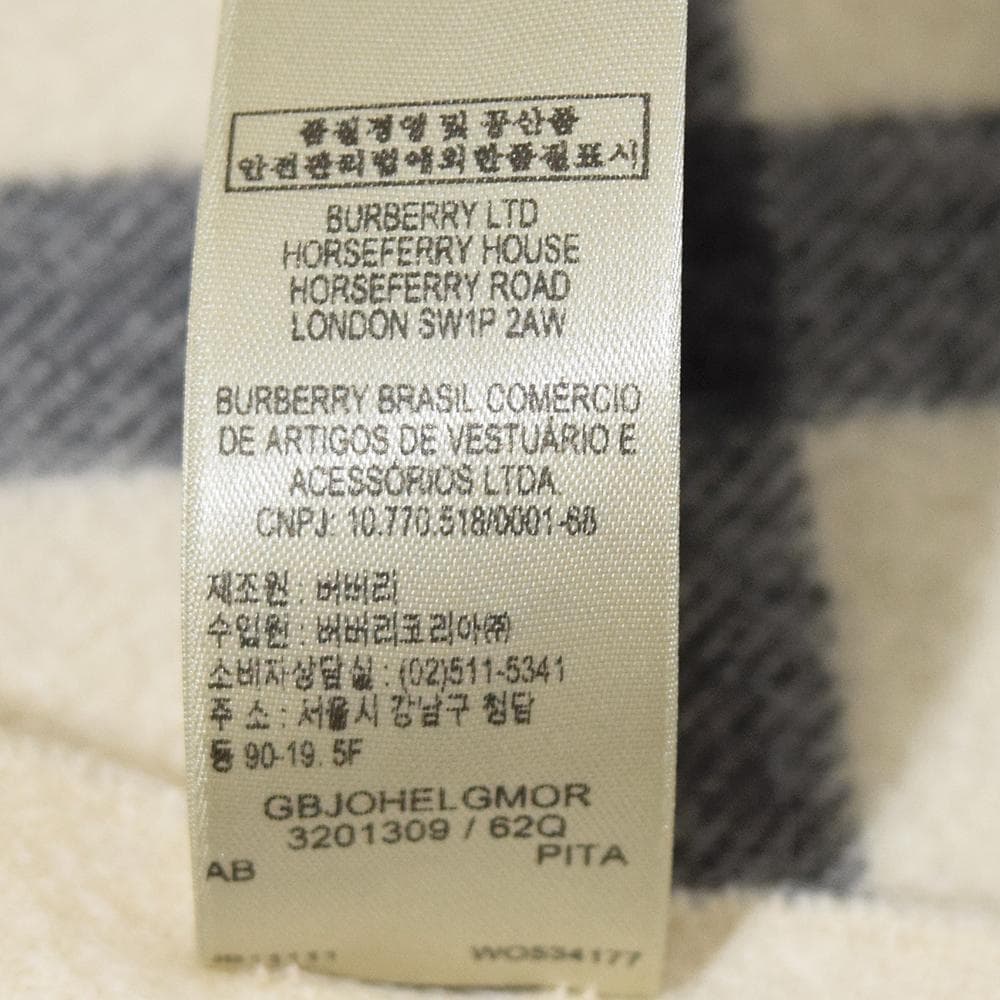 품질경영 및 공산품
안전관리법에의한품질표시
BURBERRY LTD
HORSEFERRY HOUSE
HORSEFERRY ROAD
LONDON SW1P 2AW
BURBERRY BRASIL COMÉRCIO
DE ARTIGOS DE VESTUÁRIO E
ACESSÓRIOS LTDA.
CNPJ: 10.770.518/0001-68
제조원 : 버버리
수입원 : 버버리코리아㈜
소비자상담실 : (02)511-5341
주 소 : 서울시 강남구 청담
동 90-19. 5F
GBJOHELGMOR
3201309 / 62Q
AB PITA
WO534177